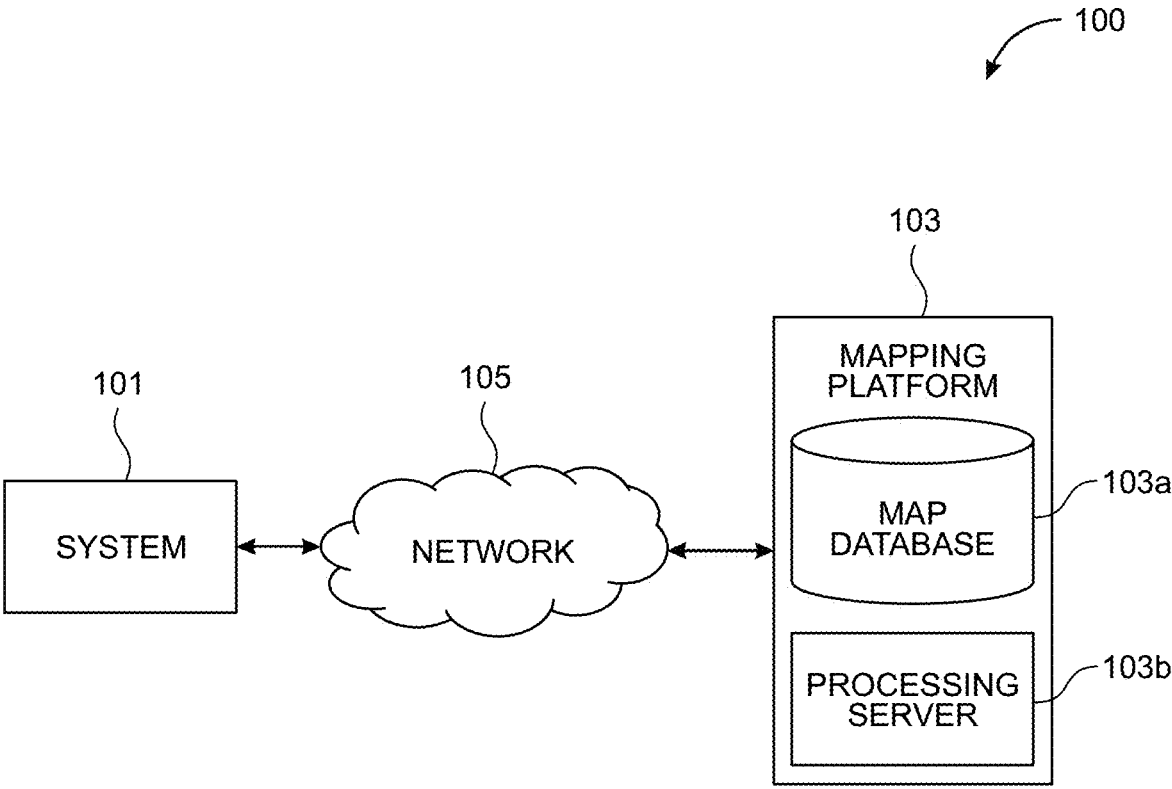 100
103
MAPPING
PLATFORM
101
105
103a
MAP
DATABASE
SYSTEM
NETWORK
103b
PROCESSING
SERVER